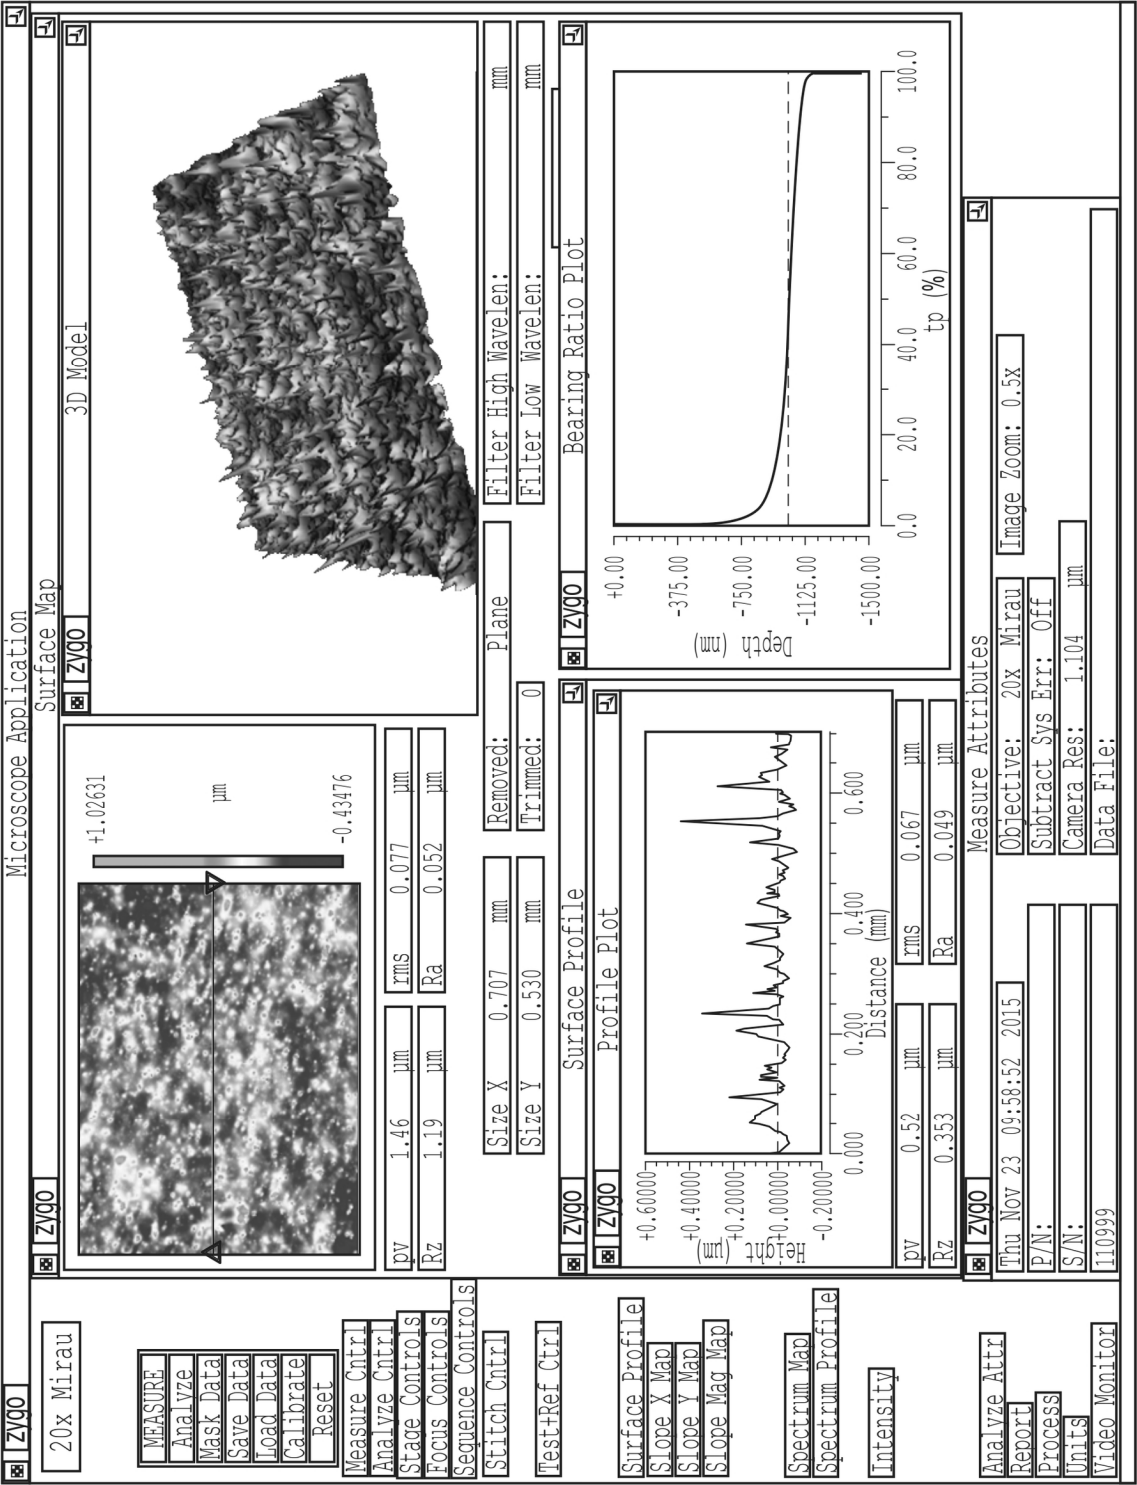 zygo Microscope Application
20x Mirau
MEASURE
Analyze
Mask Data
Save Data
Load Data
Calibrate
Reset
Measure Cntrl
Analyze Cntrl
Stage Controls
Focus Controls
Sequence Controls
Stitch Cntrl
Test+Ref Ctrl
Surface Profile
Slope X Map
Slope Y Map
Slope Mag Map
Spectrum Map
Spectrum Profile
Intensity
Analyze Attr
Report
Process
Units
Video Monitor
zygo Surface Map
+1.02631
µm
-0.43476
pv 1.46 µm rms 0.077 µm
Rz 1.19 µm Ra 0.052 µm
zygo 3D Model
Size X 0.707 mm Removed: Plane Filter High Wavelen: mm
Size Y 0.530 mm Trimmed: 0 Filter Low Wavelen: mm
zygo Surface Profile
zygo Profile Plot
+0.60000
+0.40000
+0.20000
+0.00000
-0.20000
Height (µm)
0.000 0.200 0.400 0.600
Distance (mm)
pv 0.52 µm rms 0.067 µm
Rz 0.353 µm Ra 0.049 µm
zygo Bearing Ratio Plot
+0.00
-375.00
-750.00
-1125.00
-1500.00
Depth (nm)
0.0 20.0 40.0 60.0 80.0 100.0
tp (%)
zygo Measure Attributes
Thu Nov 23 09:58:52 2015 Objective: 20x Mirau Image Zoom: 0.5x
P/N: Subtract Sys Err: Off
S/N: Camera Res: 1.104 µm
110999 Data File: